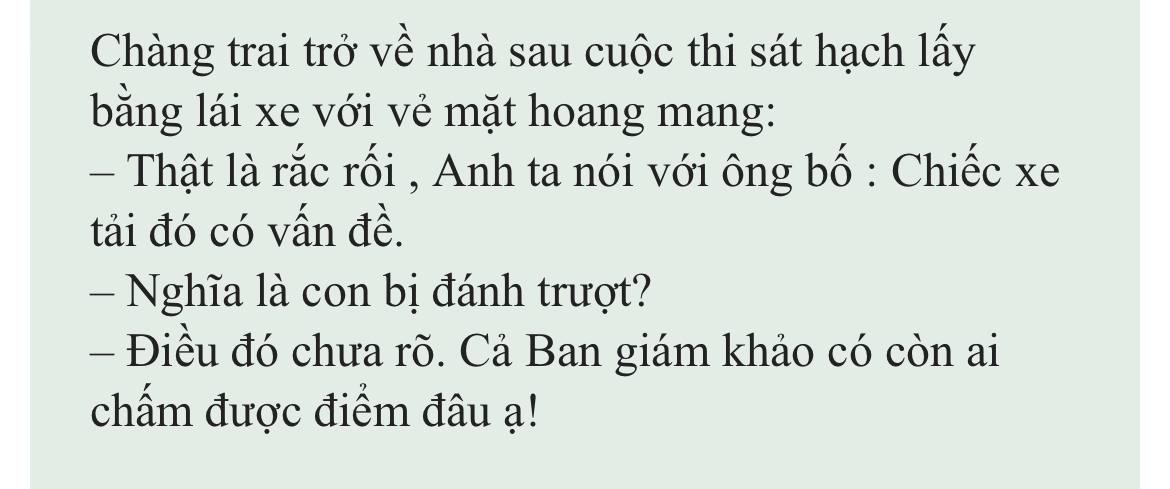 Chàng trai trở về nhà sau cuộc thi sát hạch lấy
bằng lái xe với vẻ mặt hoang mang:
– Thật là rắc rối , Anh ta nói với ông bố : Chiếc xe
tải đó có vấn đề.
– Nghĩa là con bị đánh trượt?
– Điều đó chưa rõ. Cả Ban giám khảo có còn ai
chấm được điểm đâu ạ!